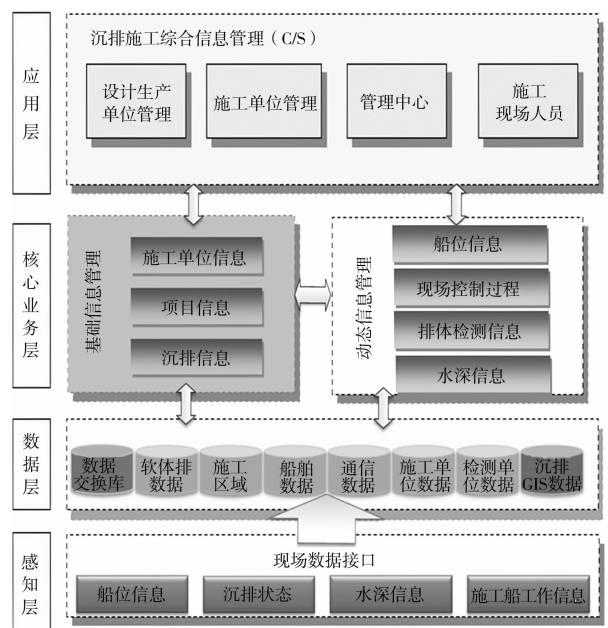 应用层
沉排施工综合信息管理（C/S）
设计生产
单位管理
施工单位管理
管理中心
施工
现场人员
核心业务层
基础信息管理
施工单位信息
项目信息
沉排信息
动态信息管理
船位信息
现场控制过程
排体检测信息
水深信息
数据层
数据
交换库
软体排
数据
施工
区域
船舶
数据
通信
数据
施工单
位数据
检测单
位数据
沉排
GIS数据
感知层
现场数据接口
船位信息
沉排状态
水深信息
施工船工作信息